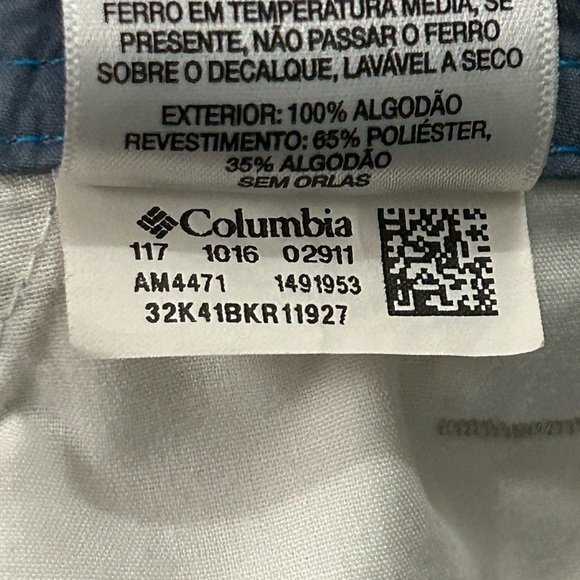 FERRO EM TEMPERATURA MÉDIA, SE
PRESENTE, NÃO PASSAR O FERRO
SOBRE O DECALQUE, LAVÁVEL A SECO
EXTERIOR: 100% ALGODÃO
REVESTIMENTO: 65% POLIÉSTER,
35% ALGODÃO
SEM ORLAS
Columbia
117 1016 02911
AM4471 1491953
32K41BKR11927